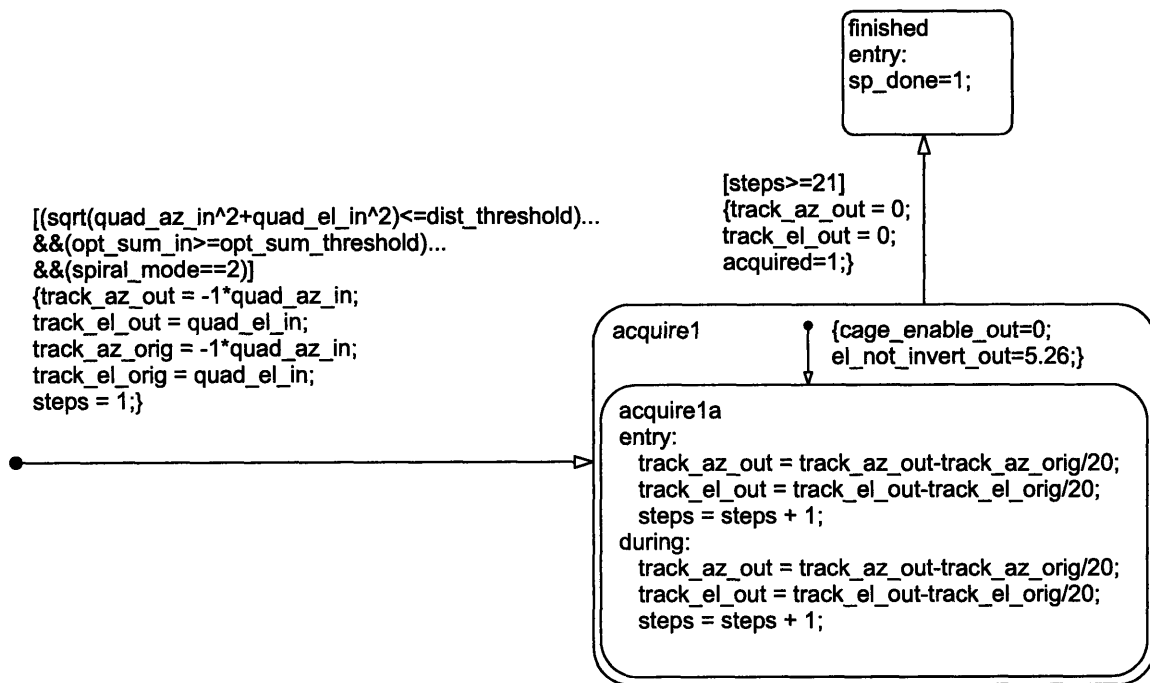 finished
entry:
sp_done=1;
[steps>=21]
{track_az_out = 0;
track_el_out = 0;
acquired=1;}
[(sqrt(quad_az_in^2+quad_el_in^2)<=dist_threshold)...
&&(opt_sum_in>=opt_sum_threshold)...
&&(spiral_mode==2)]
{track_az_out = -1*quad_az_in;
track_el_out = quad_el_in;
track_az_orig = -1*quad_az_in;
track_el_orig = quad_el_in;
steps = 1;}
acquire1
{cage_enable_out=0;
el_not_invert_out=5.26;}
acquire1a
entry:
track_az_out = track_az_out-track_az_orig/20;
track_el_out = track_el_out-track_el_orig/20;
steps = steps + 1;
during:
track_az_out = track_az_out-track_az_orig/20;
track_el_out = track_el_out-track_el_orig/20;
steps = steps + 1;